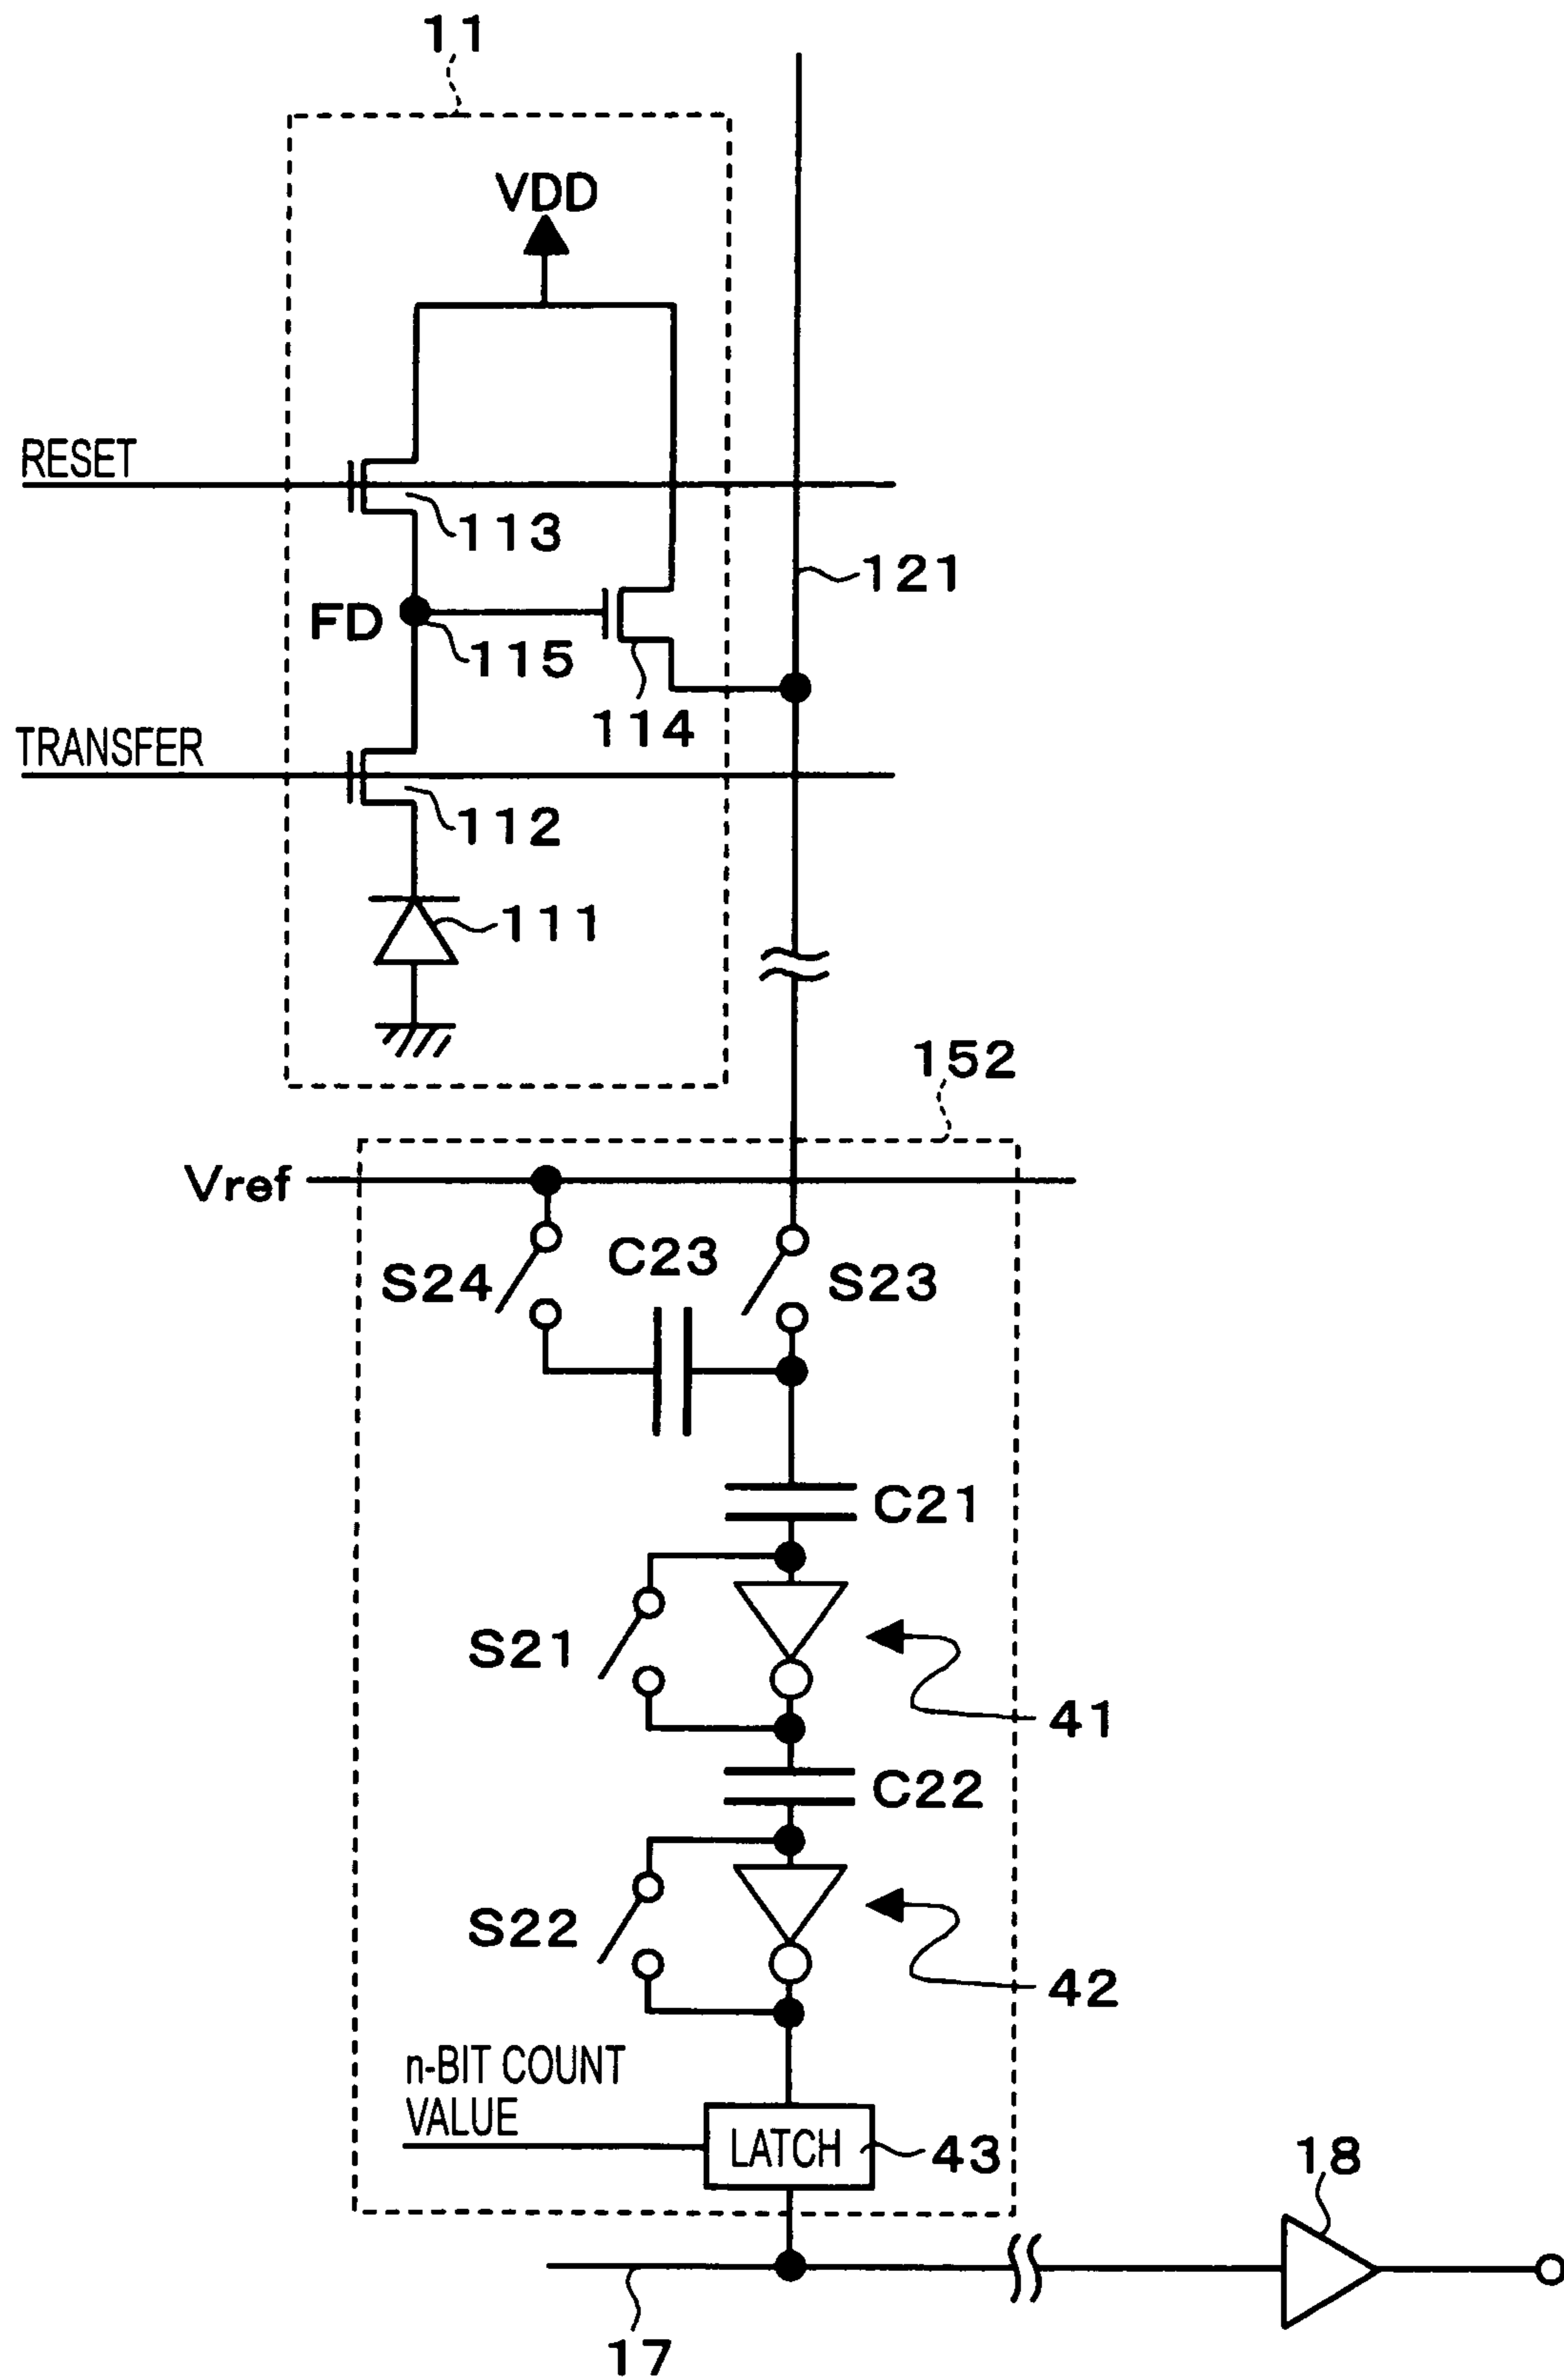 11
VDD
RESET
113
121
FD
115
114
TRANSFER
112
111
152
Vref
C23
S24
S23
C21
S21
41
C22
S22
42
n-BIT COUNT
VALUE
LATCH
43
18
17